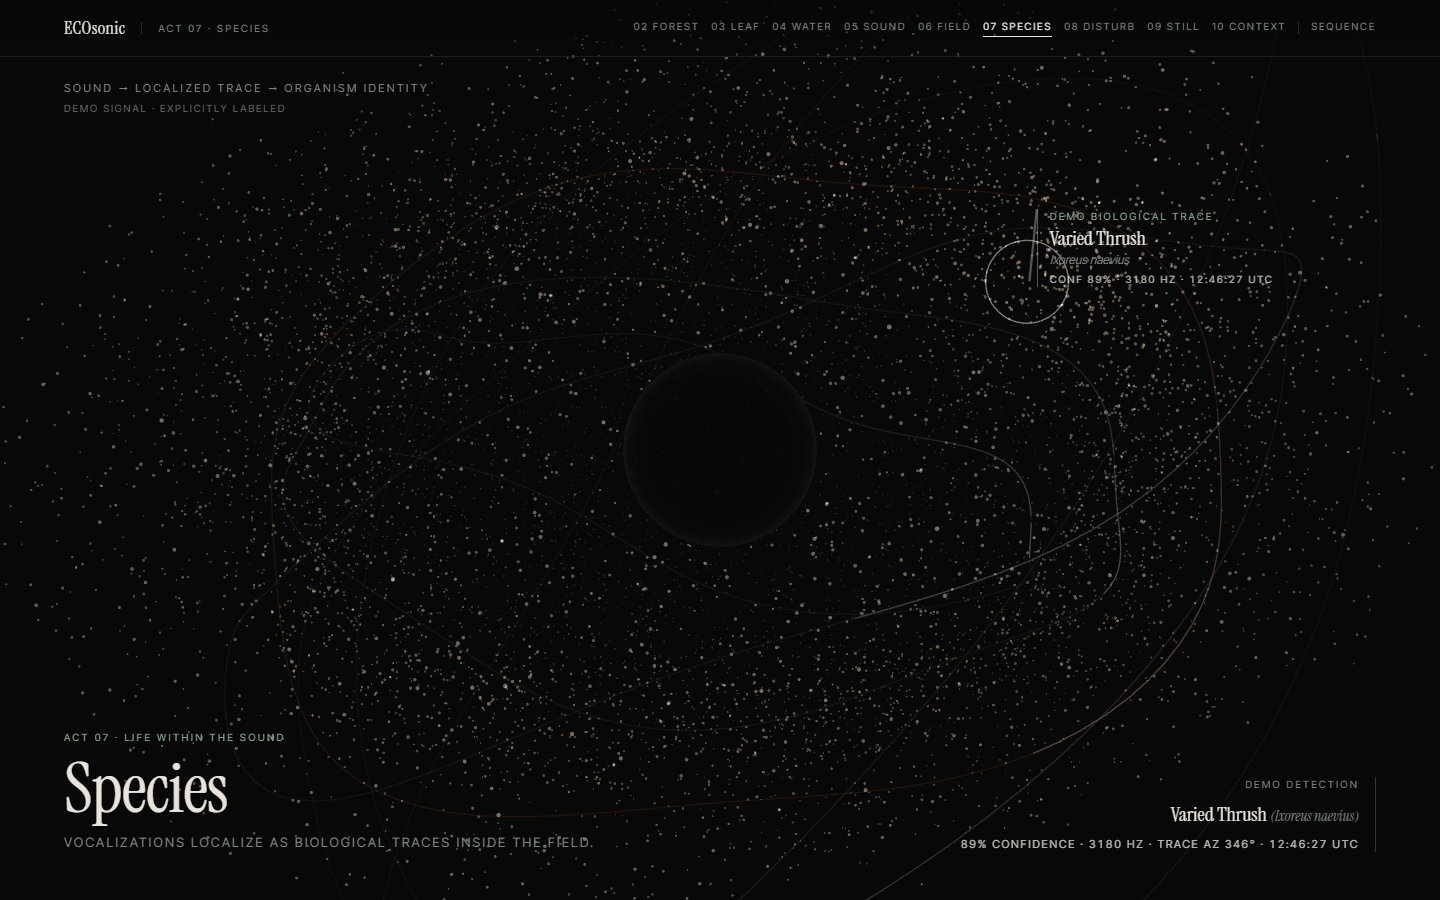 ECOsonic ACT 07 · SPECIES 02 FOREST 03 LEAF 04 WATER 05 SOUND 06 FIELD 07 SPECIES 08 DISTURB 09 STILL 10 CONTEXT SEQUENCE
SOUND → LOCALIZED TRACE → ORGANISM IDENTITY
DEMO SIGNAL · EXPLICITLY LABELED
DEMO BIOLOGICAL TRACE
Varied Thrush
Ixoreus naevius
CONF 89% · 3180 HZ · 12:46:27 UTC
ACT 07 · LIFE WITHIN THE SOUND
Species
VOCALIZATIONS LOCALIZE AS BIOLOGICAL TRACES INSIDE THE FIELD.
DEMO DETECTION
Varied Thrush (Ixoreus naevius)
89% CONFIDENCE · 3180 HZ · TRACE AZ 346° · 12:46:27 UTC